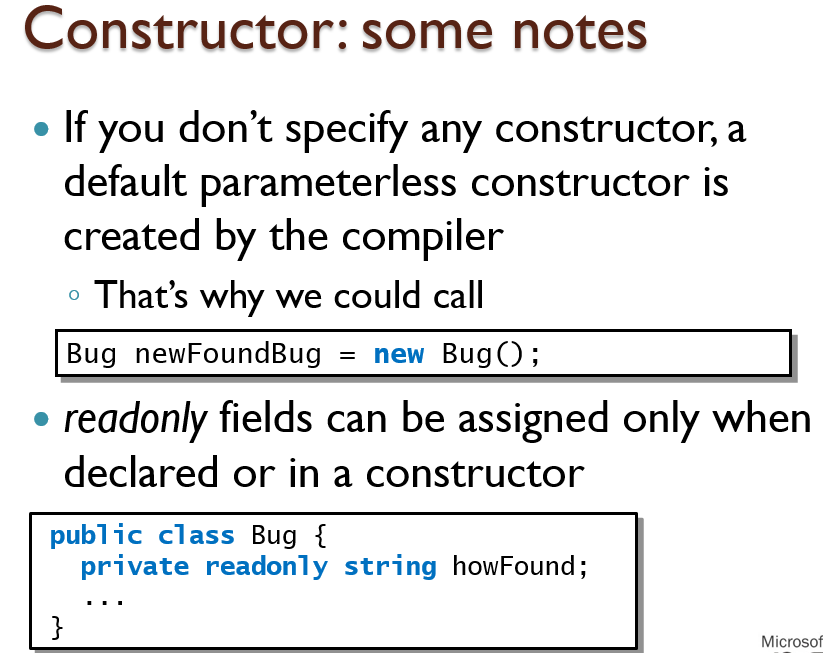 Constructor: some notes
• If you don’t specify any constructor, a
default parameterless constructor is
created by the compiler
◦ That’s why we could call
Bug newFoundBug = new Bug();
• readonly fields can be assigned only when
declared or in a constructor
public class Bug {
private readonly string howFound;
...
}
Microsof